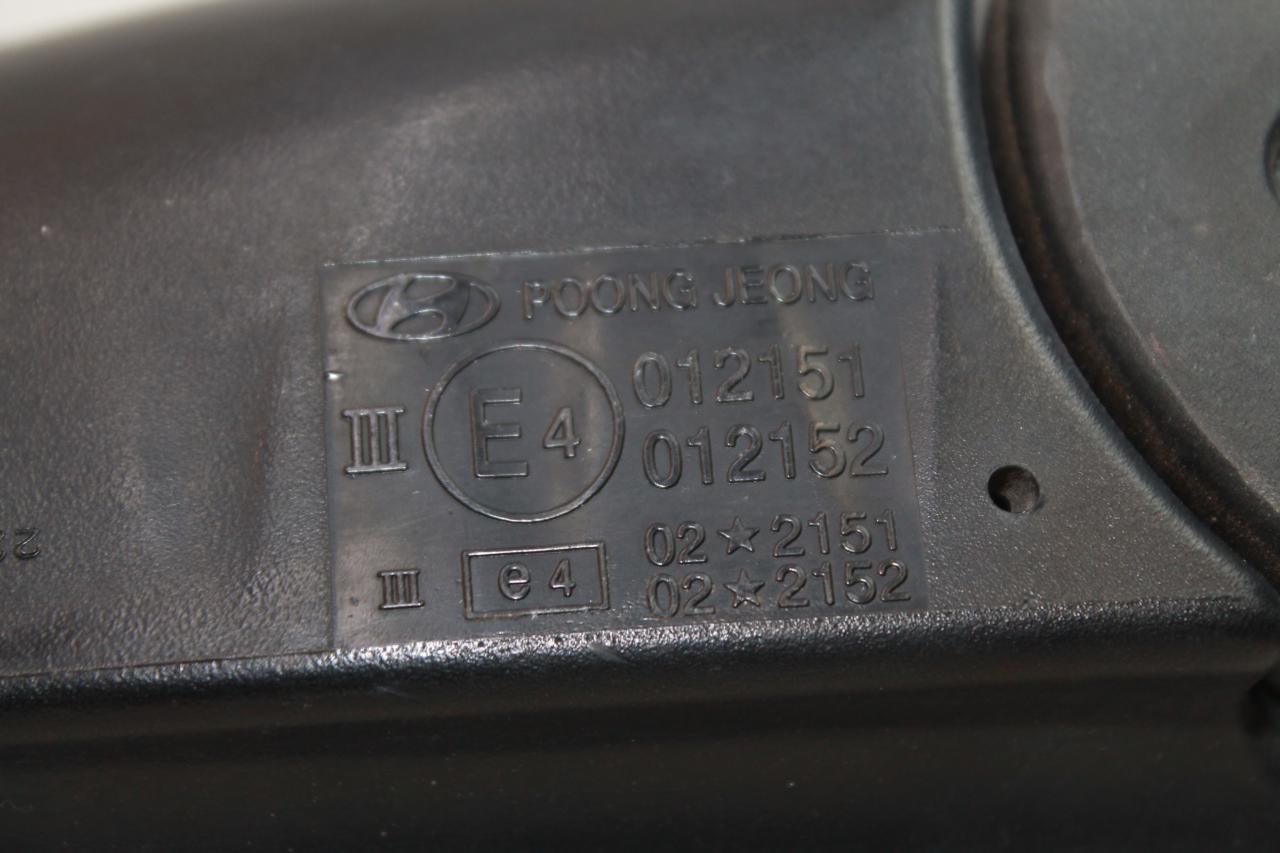 POONG JEONG
III E4 012151
012152
III e4 02☆2151
02☆2152